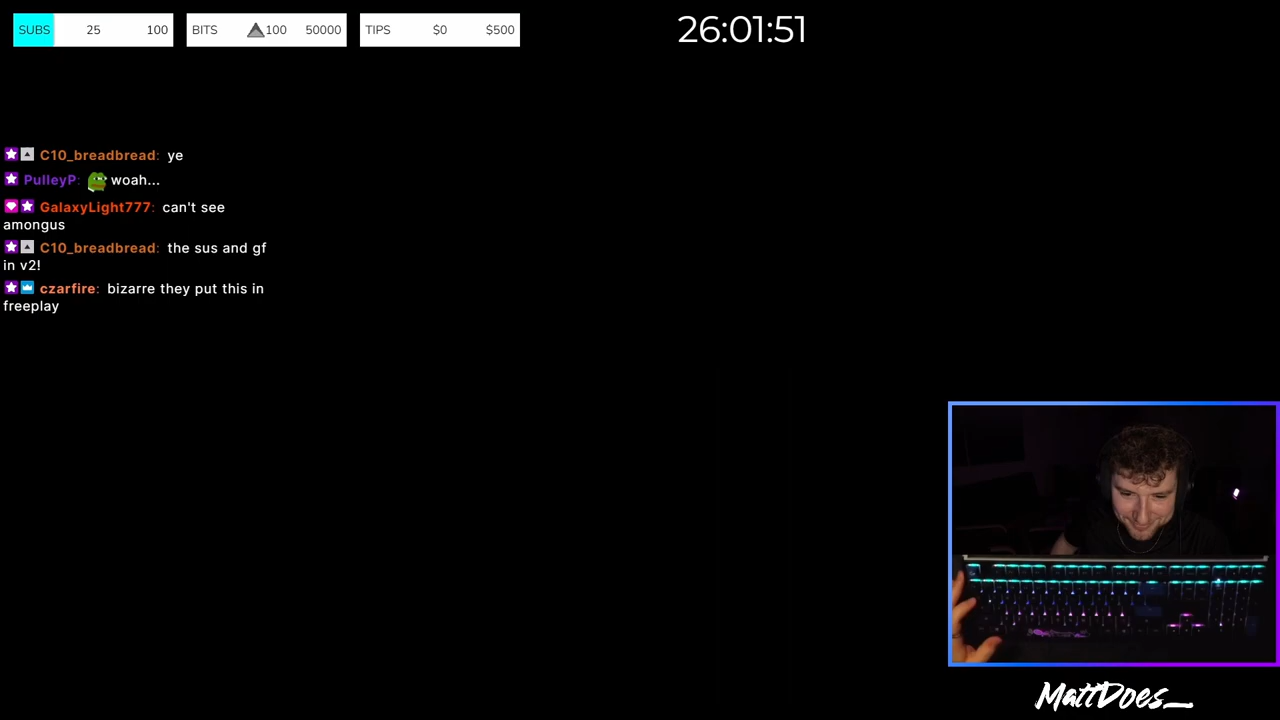 SUBS 25 100 BITS 100 50000 TIPS $0 $500
26:01:51
C10_breadbread: ye
PulleyP: woah...
GalaxyLight777: can't see
amongus
C10_breadbread: the sus and gf
in v2!
czarfire: bizarre they put this in
freeplay
MattDoes_